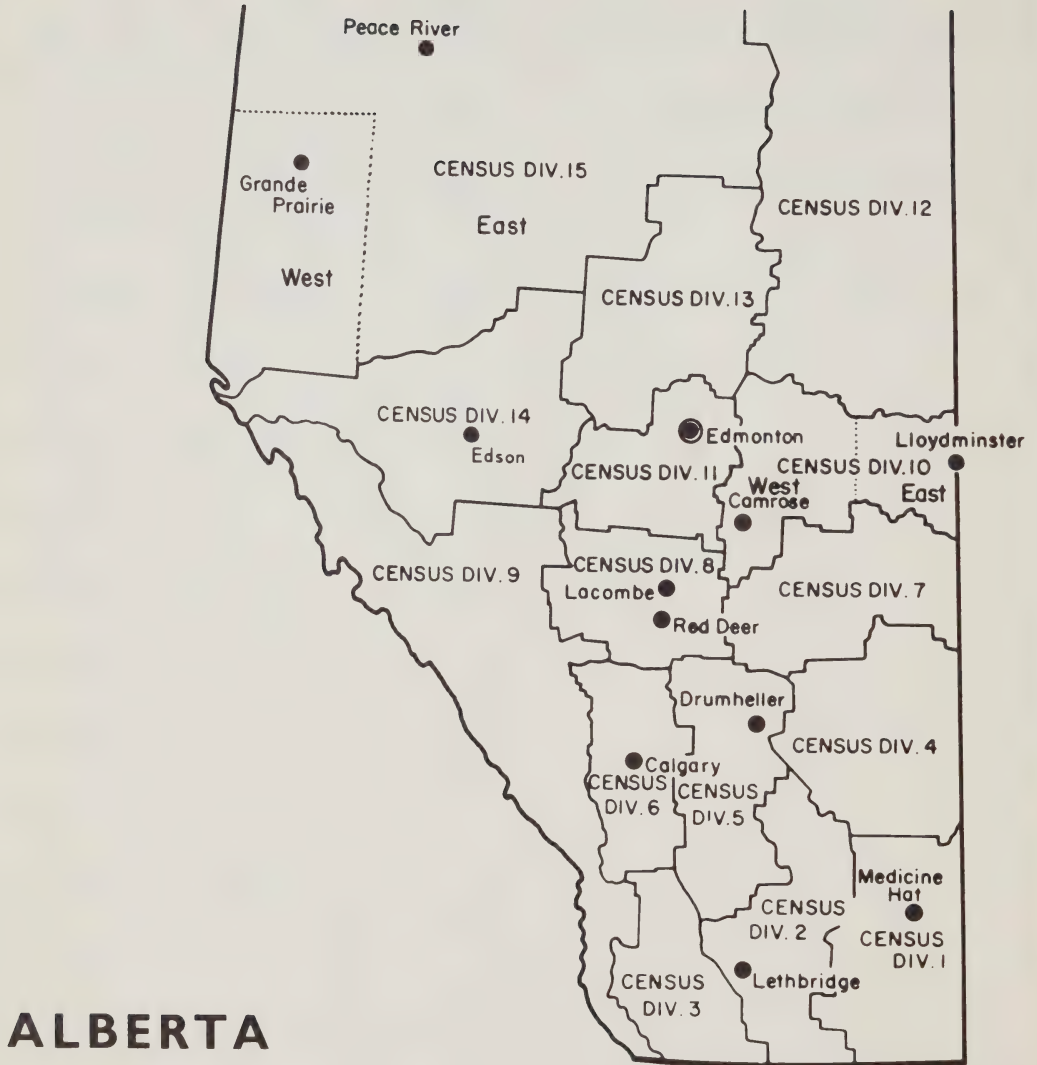 Peace River
Grande
Prairie
West
CENSUS DIV. 15
East
CENSUS DIV. 12
CENSUS DIV. 13
CENSUS DIV. 14
Edson
Edmonton
CENSUS DIV. 11
CENSUS DIV. 10
West
Camrose
Lloydminster
East
CENSUS DIV. 9
CENSUS DIV. 8
Lacombe
Red Deer
CENSUS DIV. 7
Drumheller
CENSUS DIV. 4
Calgary
CENSUS
DIV. 6
CENSUS
DIV. 5
Medicine
Hat
CENSUS
DIV. 2
CENSUS
DIV. 1
Lethbridge
CENSUS
DIV. 3
ALBERTA